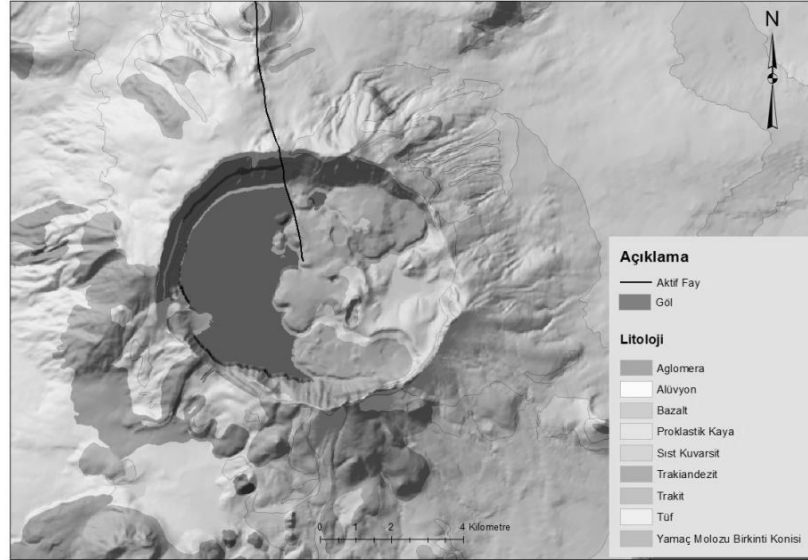 N
Açıklama
Aktif Fay
Göl
Litoloji
Aglomera
Alüvyon
Bazalt
Proklastik Kaya
Sıst Kuvarsit
Trakiandezit
Trakit
Tüf
Yamaç Molozu Birikinti Konisi
0 1 2 4 Kilometre